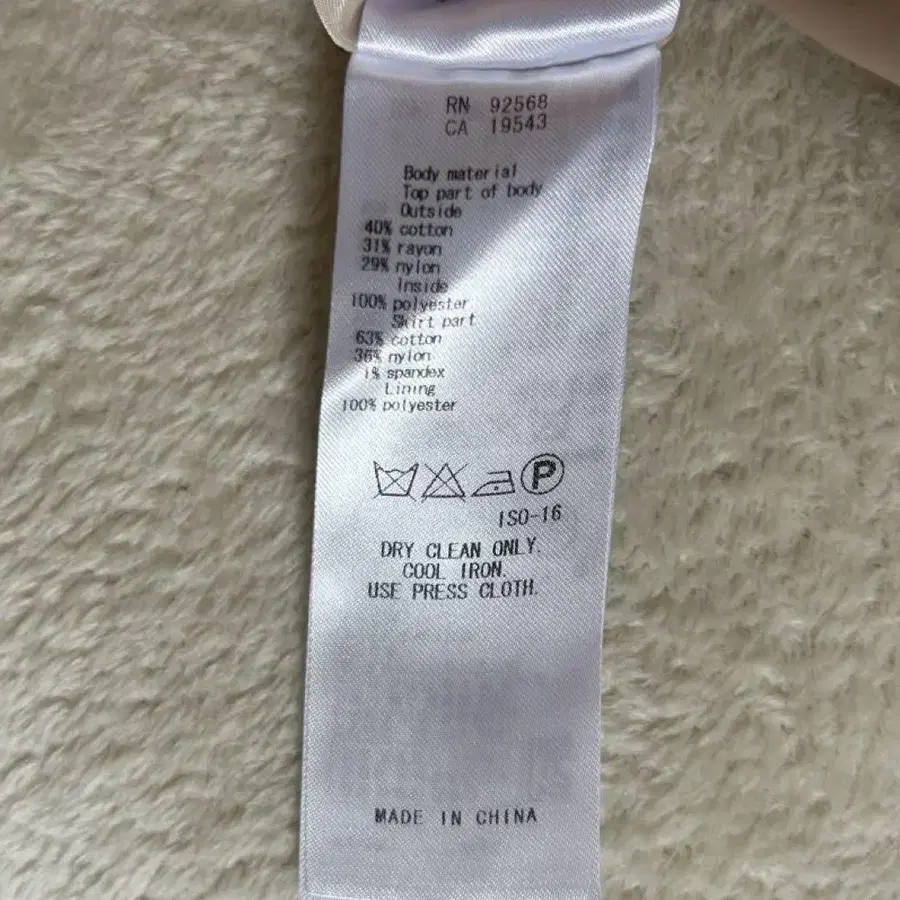 RN 92568
CA 19543
Body material
Top part of body
Outside
40% cotton
31% rayon
29% nylon
Inside
100% polyester
Skirt part
63% cotton
36% nylon
1% spandex
Lining
100% polyester
P
ISO-16
DRY CLEAN ONLY.
COOL IRON.
USE PRESS CLOTH.
MADE IN CHINA